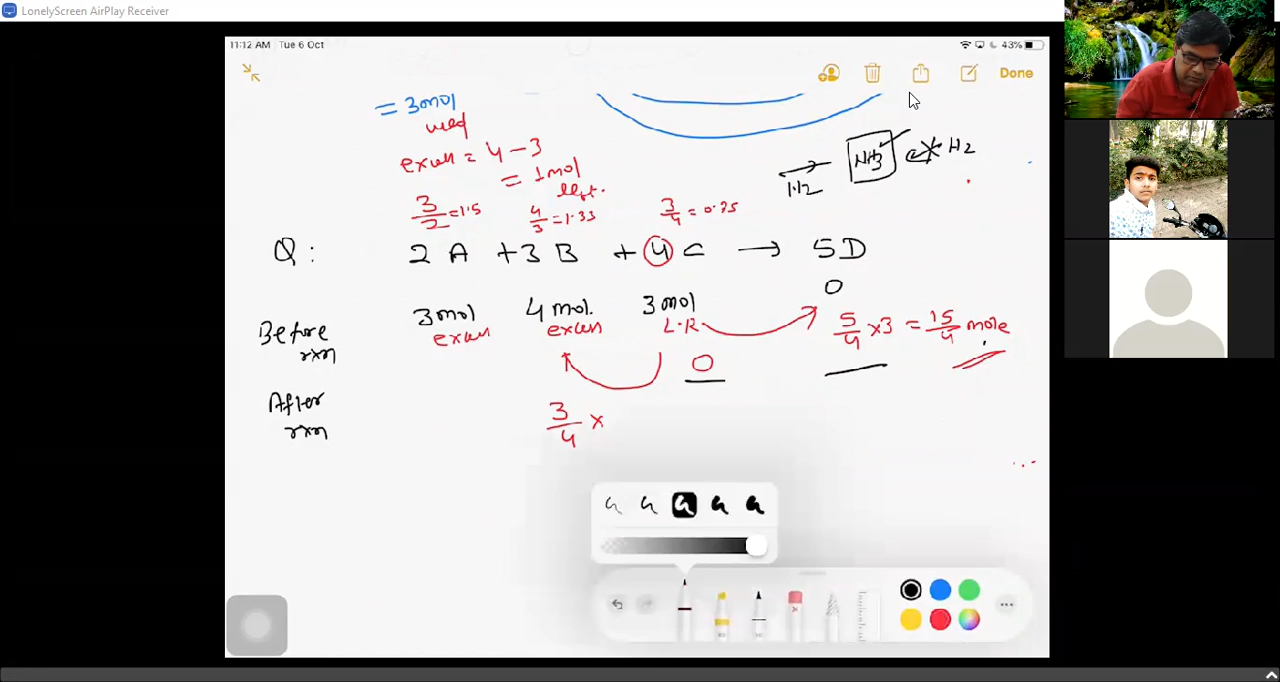 LonelyScreen AirPlay Receiver
11:12 AM Tue 6 Oct
43%
Done
= 3mol
used
excess = 4 - 3
= 1mol
left.
H2
NH3
H2
3/2 = 1.5 4/3 = 1.33 3/4 = 0.75
Q: 2 A + 3 B + 4 C → 5 D
Before rxn 3mol 4 mol. 3 mol 0
excess excess L.R 5/4 x 3 = 15/4 mole
0
After rxn 3/4 x